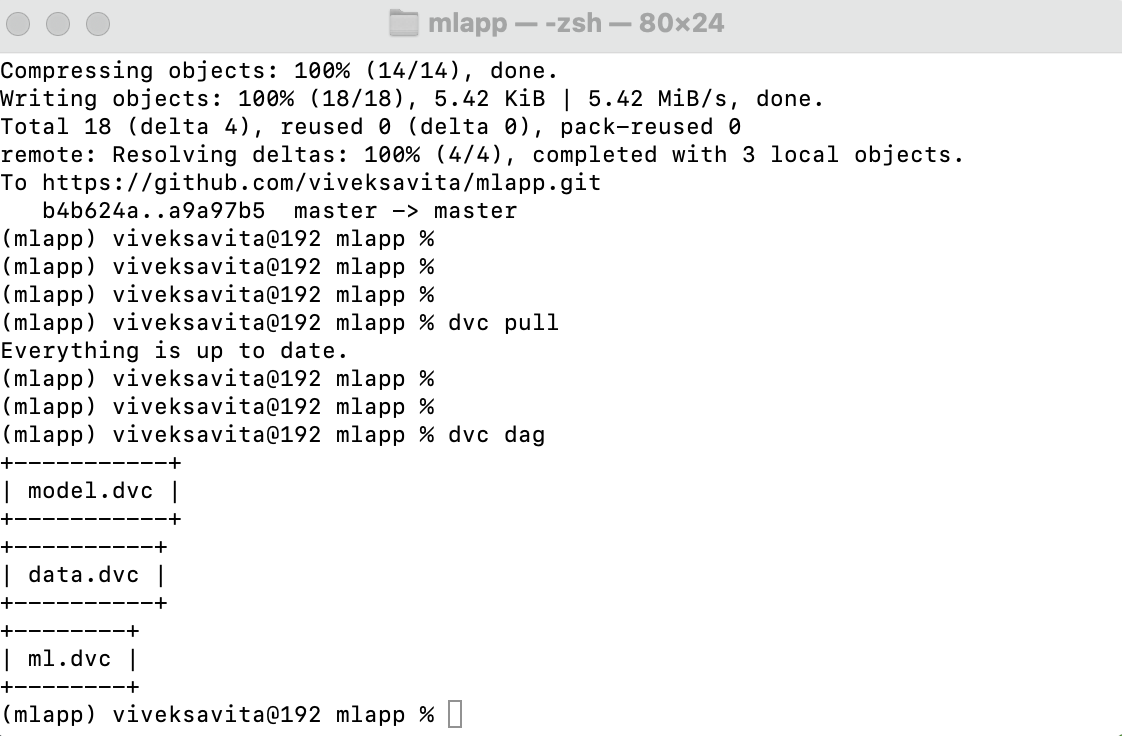 mlapp — -zsh — 80×24
Compressing objects: 100% (14/14), done.
Writing objects: 100% (18/18), 5.42 KiB | 5.42 MiB/s, done.
Total 18 (delta 4), reused 0 (delta 0), pack-reused 0
remote: Resolving deltas: 100% (4/4), completed with 3 local objects.
To https://github.com/viveksavita/mlapp.git
   b4b624a..a9a97b5  master -> master
(mlapp) viveksavita@192 mlapp %
(mlapp) viveksavita@192 mlapp %
(mlapp) viveksavita@192 mlapp %
(mlapp) viveksavita@192 mlapp % dvc pull
Everything is up to date.
(mlapp) viveksavita@192 mlapp %
(mlapp) viveksavita@192 mlapp %
(mlapp) viveksavita@192 mlapp % dvc dag
+-----------+
| model.dvc |
+-----------+
+----------+
| data.dvc |
+----------+
+--------+
| ml.dvc |
+--------+
(mlapp) viveksavita@192 mlapp %